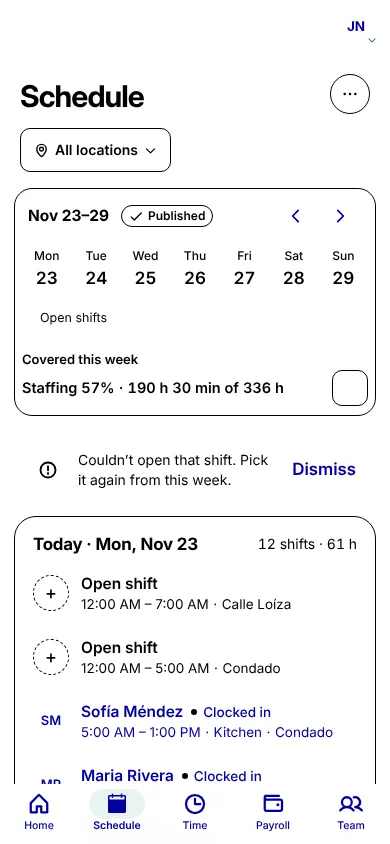 JN
Schedule
All locations
Nov 23–29 Published
Mon Tue Wed Thu Fri Sat Sun
23 24 25 26 27 28 29
Open shifts
Covered this week
Staffing 57% · 190 h 30 min of 336 h
Couldn’t open that shift. Pick
it again from this week.
Dismiss
Today · Mon, Nov 23 12 shifts · 61 h
Open shift
12:00 AM – 7:00 AM · Calle Loíza
Open shift
12:00 AM – 5:00 AM · Condado
SM
Sofía Méndez • Clocked in
5:00 AM – 1:00 PM · Kitchen · Condado
MR
Maria Rivera • Clocked in
Home Schedule Time Payroll Team